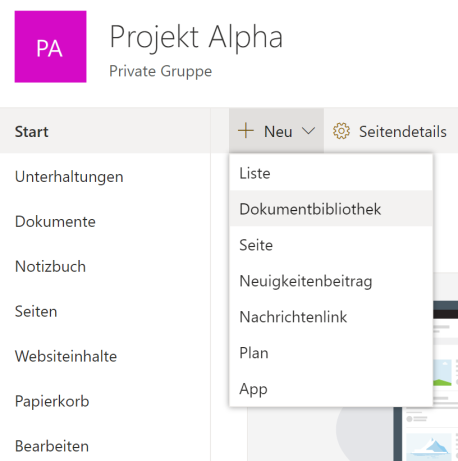 PA
Projekt Alpha
Private Gruppe
Start
Neu
Seitendetails
Unterhaltungen
Dokumente
Notizbuch
Seiten
Websiteinhalte
Papierkorb
Bearbeiten
Liste
Dokumentbibliothek
Seite
Neuigkeitenbeitrag
Nachrichtenlink
Plan
App